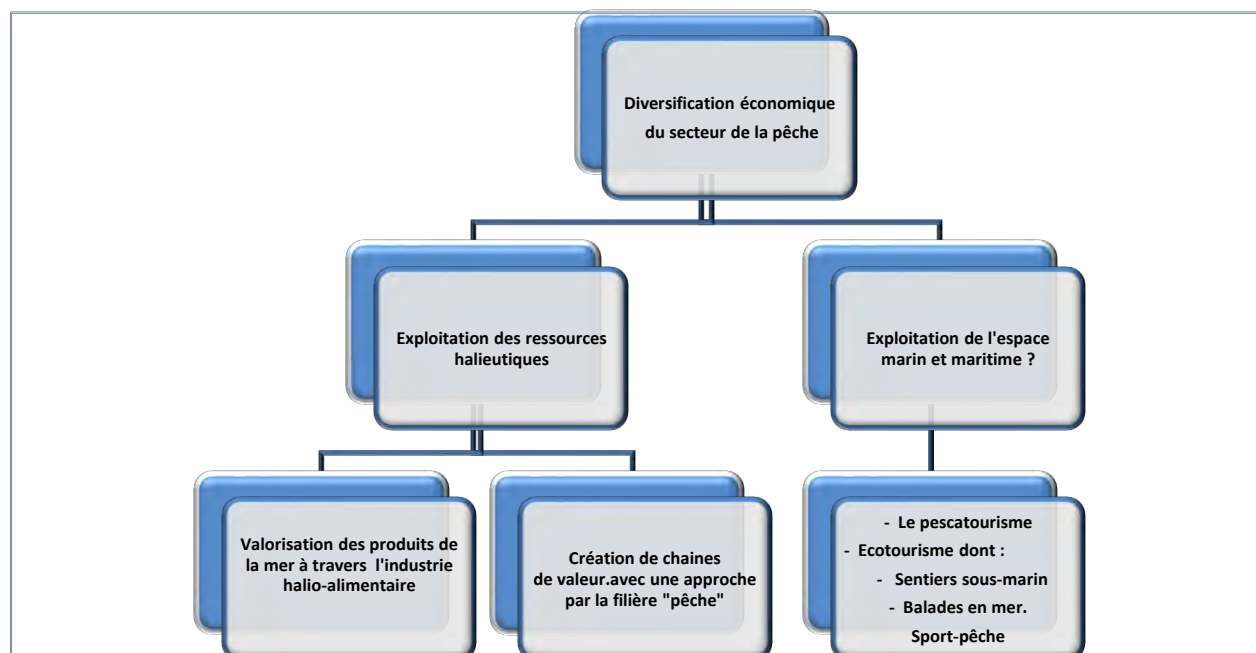 Diversification économique
du secteur de la pêche
Exploitation des ressources
halieutiques
Exploitation de l'espace
marin et maritime ?
Valorisation des produits de
la mer à travers l'industrie
halio-alimentaire
Création de chaines
de valeur.avec une approche
par la filière "pêche"
- Le pescatourisme
- Ecotourisme dont :
- Sentiers sous-marin
- Balades en mer.
Sport-pêche